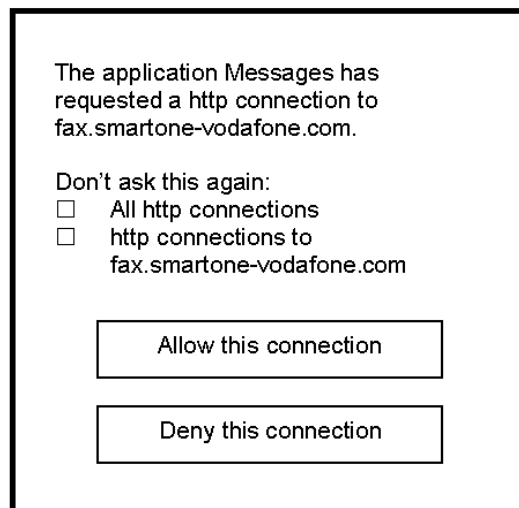 The application Messages has
requested a http connection to
fax.smartone-vodafone.com.
Don't ask this again:
☐ All http connections
☐ http connections to
fax.smartone-vodafone.com
Allow this connection
Deny this connection